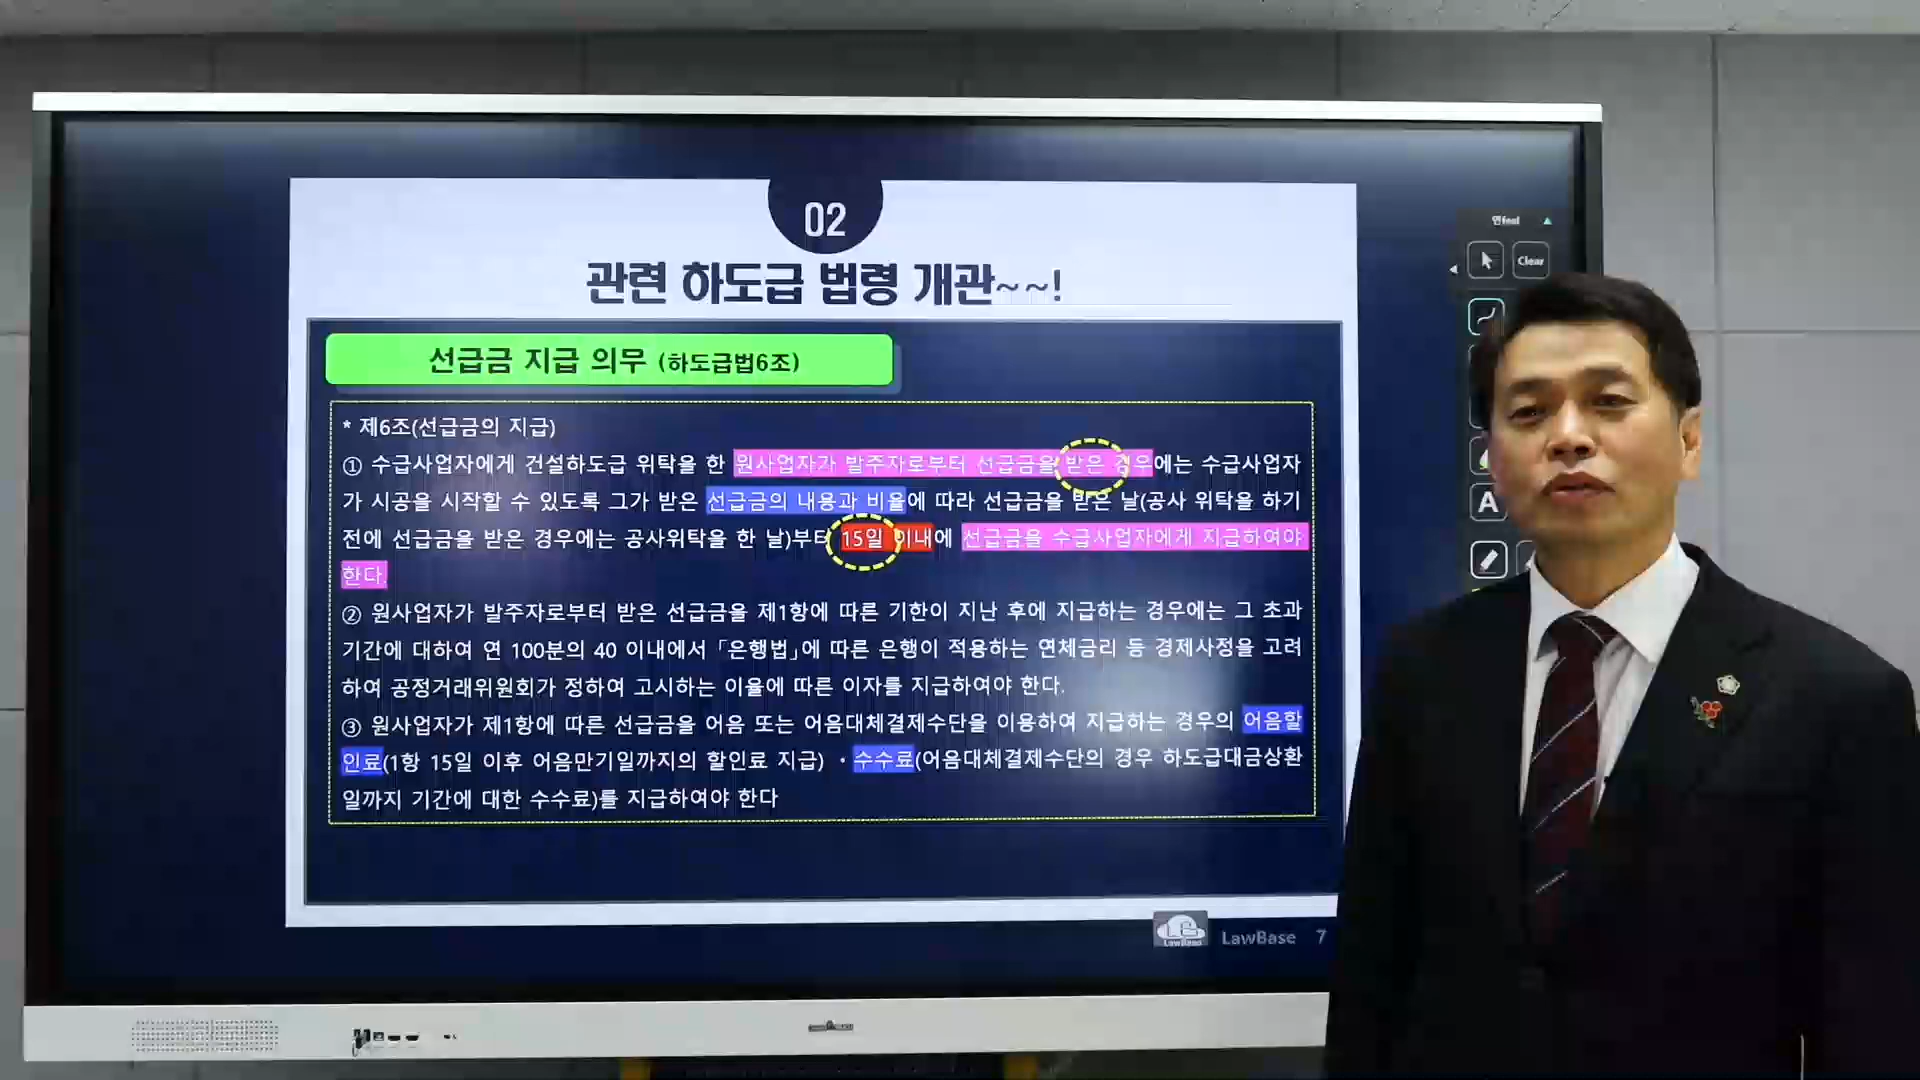 02
관련 하도급 법령 개관~~!
선급금 지급 의무 (하도급법6조)
* 제6조(선급금의 지급)
① 수급사업자에게 건설하도급 위탁을 한 원사업자가 발주자로부터 선급금을 받은 경우에는 수급사업자
가 시공을 시작할 수 있도록 그가 받은 선급금의 내용과 비율에 따라 선급금을 받은 날(공사 위탁을 하기
전에 선급금을 받은 경우에는 공사위탁을 한 날)부터 15일 이내에 선급금을 수급사업자에게 지급하여야
한다.
② 원사업자가 발주자로부터 받은 선급금을 제1항에 따른 기한이 지난 후에 지급하는 경우에는 그 초과
기간에 대하여 연 100분의 40 이내에서 「은행법」에 따른 은행이 적용하는 연체금리 등 경제사정을 고려
하여 공정거래위원회가 정하여 고시하는 이율에 따른 이자를 지급하여야 한다.
③ 원사업자가 제1항에 따른 선급금을 어음 또는 어음대체결제수단을 이용하여 지급하는 경우의 어음할
인료(1항 15일 이후 어음만기일까지의 할인료 지급) · 수수료(어음대체결제수단의 경우 하도급대금상환
일까지 기간에 대한 수수료)를 지급하여야 한다
LawBase 7
Clear
A
LawBase